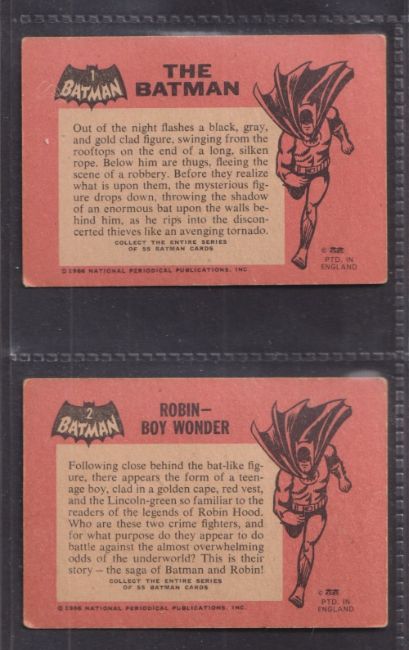 1
BATMAN
THE
BATMAN
Out of the night flashes a black, gray,
and gold clad figure, swinging from the
rooftops on the end of a long, silken
rope. Below him are thugs, fleeing the
scene of a robbery. Before they realize
what is upon them, the mysterious fig-
ure drops down, throwing the shadow
of an enormous bat upon the walls be-
hind him, as he rips into the discon-
certed thieves like an avenging tornado.
COLLECT THE ENTIRE SERIES
OF 55 BATMAN CARDS
© 1966 NATIONAL PERIODICAL PUBLICATIONS, INC.
©
PTD. IN
ENGLAND
2
BATMAN
ROBIN—
BOY WONDER
Following close behind the bat-like fig-
ure, there appears the form of a teen-
age boy, clad in a golden cape, red vest,
and the Lincoln-green so familiar to the
readers of the legends of Robin Hood.
Who are these two crime fighters, and
for what purpose do they appear to do
battle against the almost overwhelming
odds of the underworld? This is their
story — the saga of Batman and Robin!
COLLECT THE ENTIRE SERIES
OF 55 BATMAN CARDS
© 1966 NATIONAL PERIODICAL PUBLICATIONS, INC.
©
PTD. IN
ENGLAND